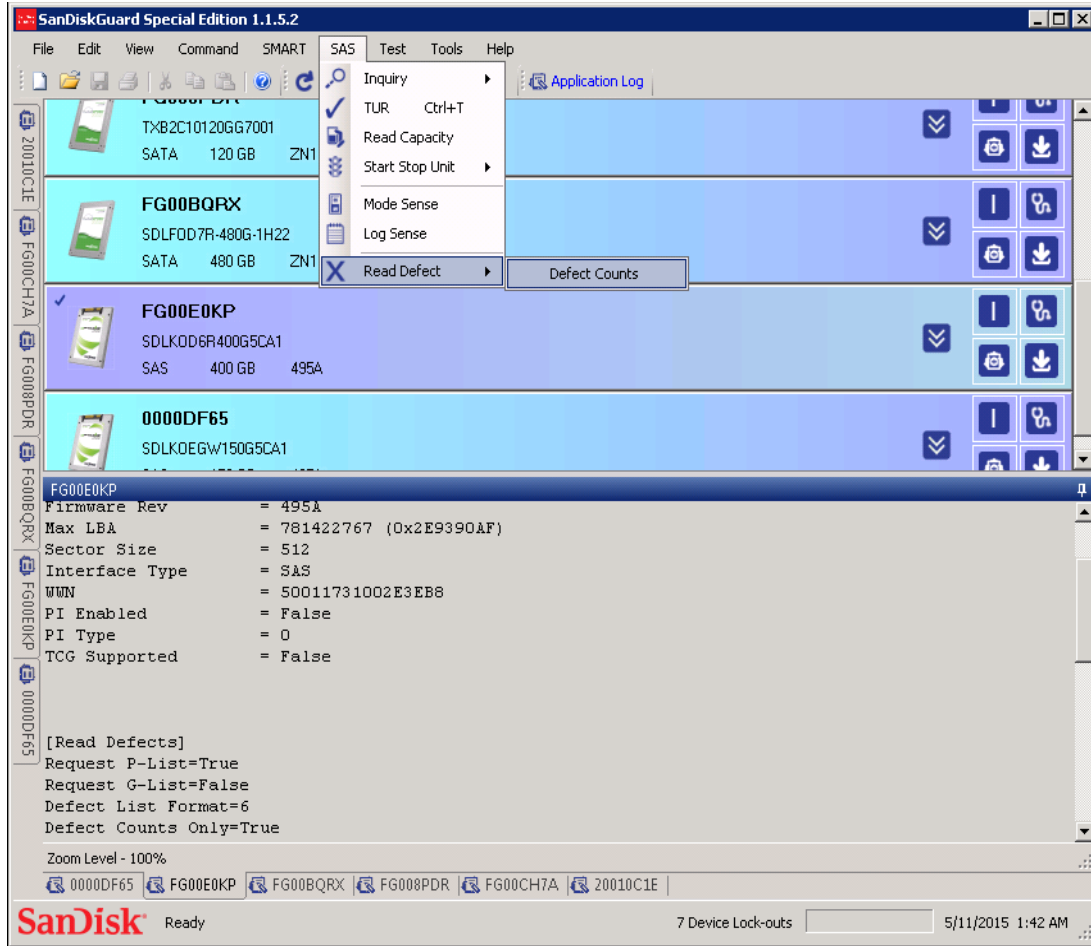 SanDiskGuard Special Edition 1.1.5.2
File Edit View Command SMART SAS Test Tools Help
Application Log
Inquiry
TUR Ctrl+T
Read Capacity
Start Stop Unit
Mode Sense
Log Sense
Read Defect
Defect Counts
TXB2C10120GG7001
SATA 120 GB ZN1
FG00BQRX
SDLFOD7R-480G-1H22
SATA 480 GB ZN1
FG00E0KP
SDLKOD6R400G5CA1
SAS 400 GB 495A
0000DF65
SDLKOEGW150G5CA1
20010C1E
FG00CH7A
FG008PDR
FG00BQRX
FG00E0KP
0000DF65
FG00E0KP
Firmware Rev = 495A
Max LBA = 781422767 (0x2E9390AF)
Sector Size = 512
Interface Type = SAS
WWN = 50011731002E3EB8
PI Enabled = False
PI Type = 0
TCG Supported = False
[Read Defects]
Request P-List=True
Request G-List=False
Defect List Format=6
Defect Counts Only=True
Zoom Level - 100%
0000DF65 FG00E0KP FG00BQRX FG008PDR FG00CH7A 20010C1E
SanDisk® Ready 7 Device Lock-outs 5/11/2015 1:42 AM